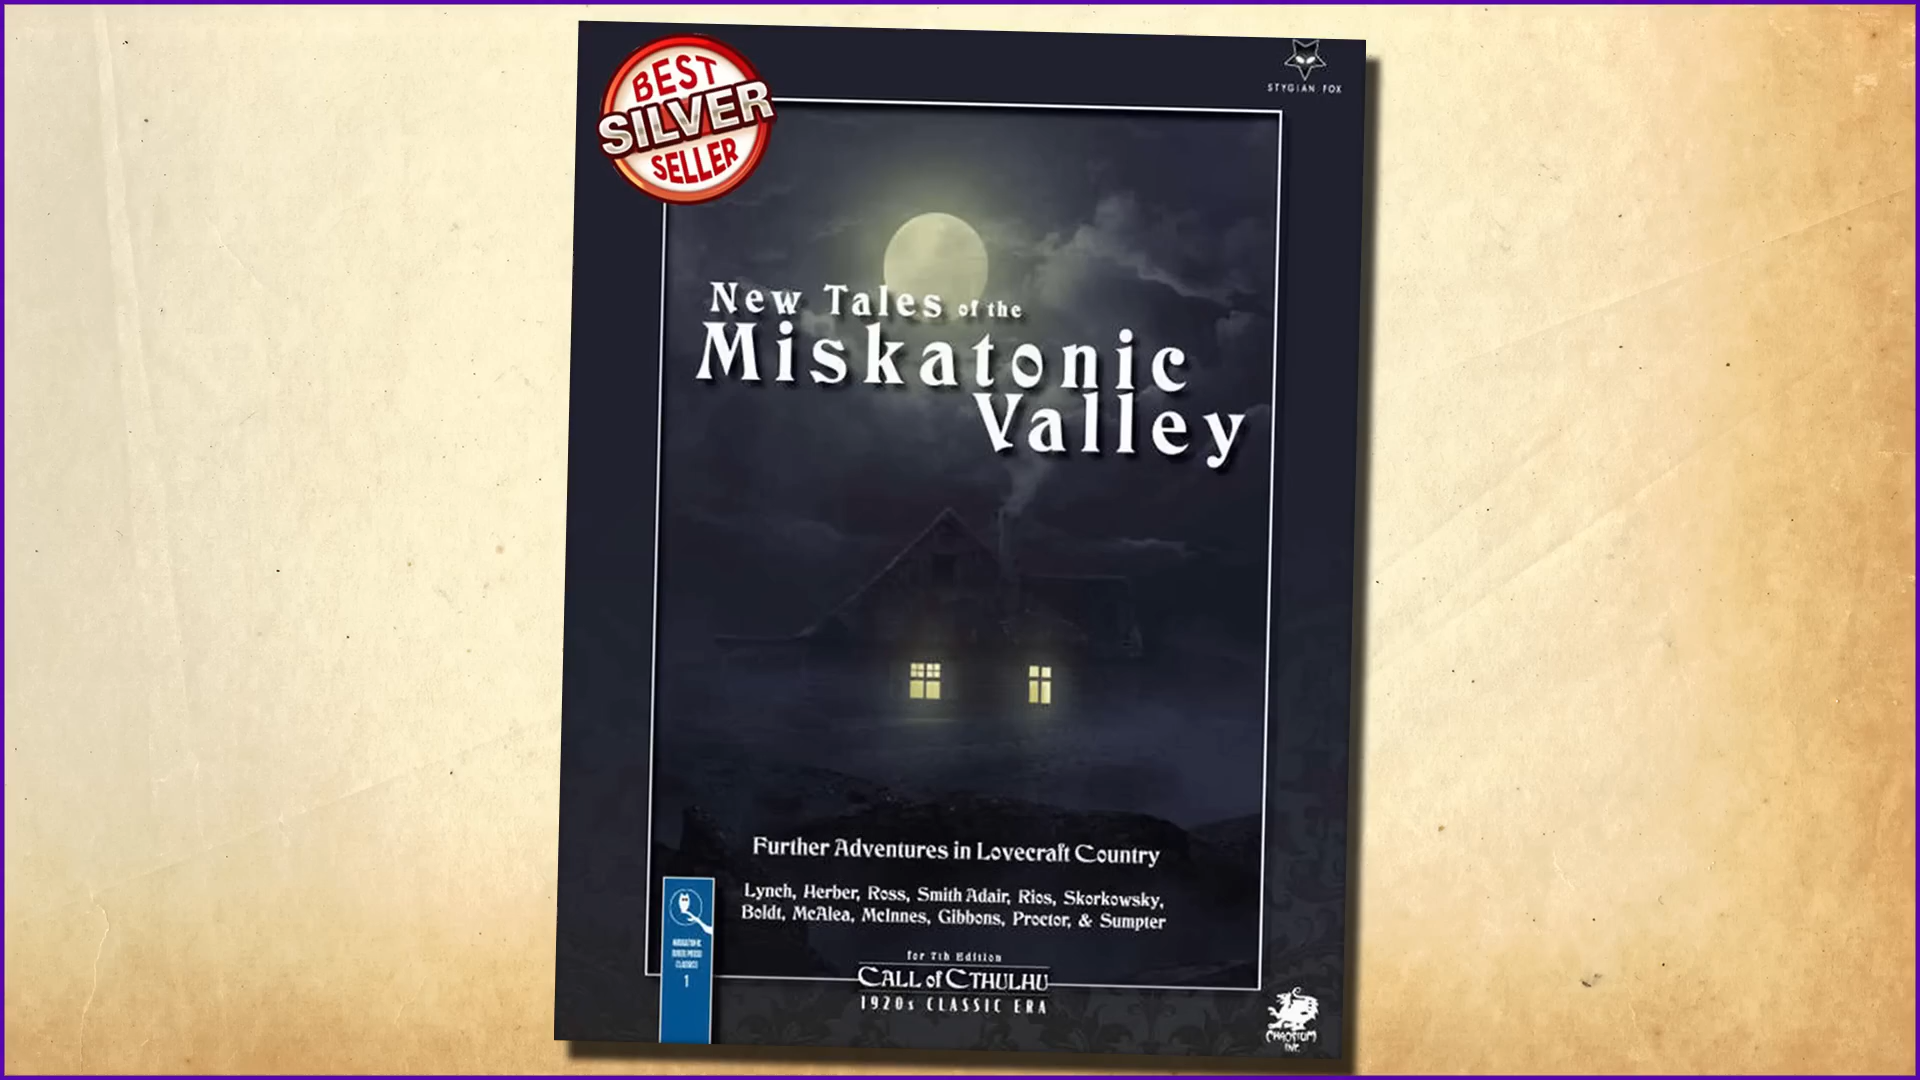 BEST
SILVER
SELLER
STYGIAN FOX
New Tales of the
Miskatonic
Valley
Further Adventures in Lovecraft Country
Lynch, Herber, Ross, Smith Adair, Rios, Skorkowsky,
Boldt, McAlea, McInnes, Gibbons, Proctor, & Sumpter
for 7th Edition
CALL of CTHULHU
1920s CLASSIC ERA
1
CHAOSIUM
INC.